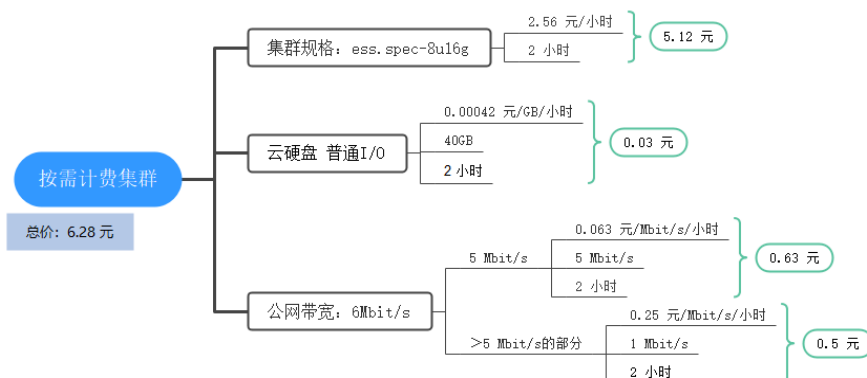 按需计费集群
总价：6.28 元
集群规格：ess.spec-8u16g
2.56 元/小时
2 小时
5.12 元
云硬盘 普通I/O
0.00042 元/GB/小时
40GB
2 小时
0.03 元
公网带宽：6Mbit/s
5 Mbit/s
0.063 元/Mbit/s/小时
5 Mbit/s
2 小时
0.63 元
>5 Mbit/s的部分
0.25 元/Mbit/s/小时
1 Mbit/s
2 小时
0.5 元